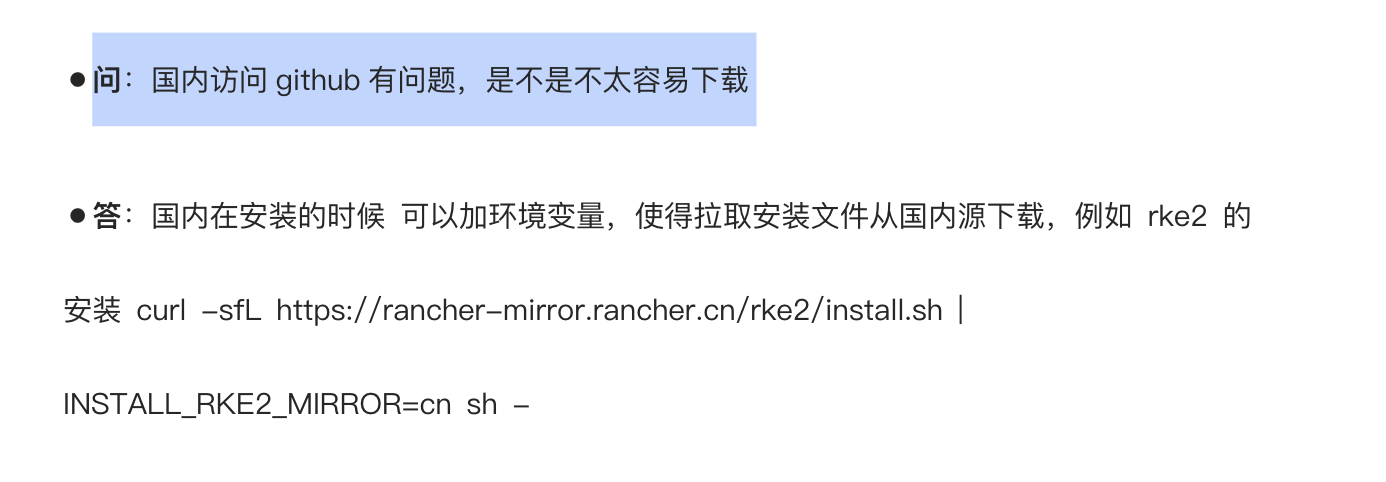 ● 问：国内访问 github 有问题，是不是不太容易下载
● 答：国内在安装的时候 可以加环境变量，使得拉取安装文件从国内源下载，例如 rke2 的
安装 curl -sfL https://rancher-mirror.rancher.cn/rke2/install.sh |
INSTALL_RKE2_MIRROR=cn sh -